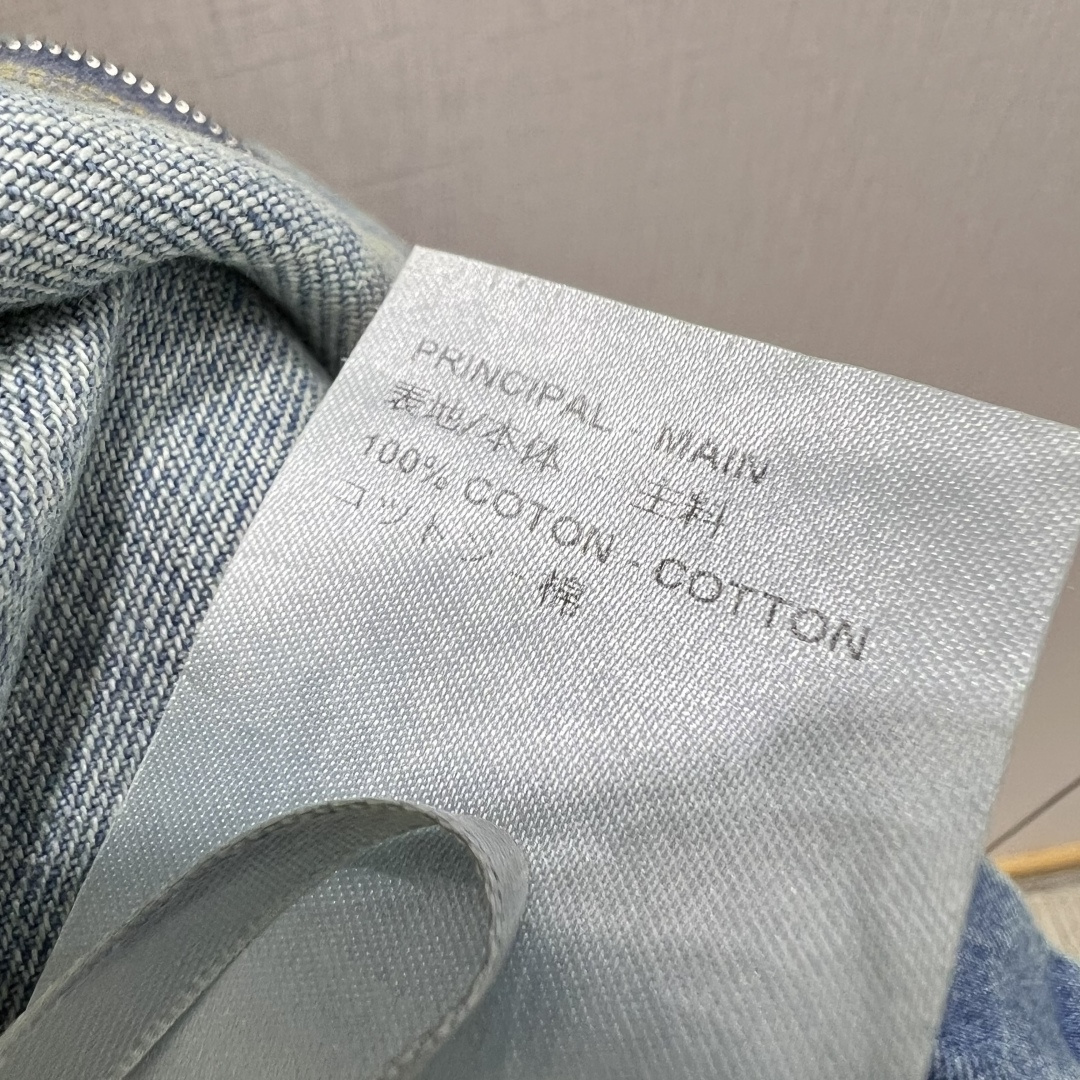 PRINCIPAL - MAIN
表地/本体 主料
100% COTON - COTTON
コットン - 棉